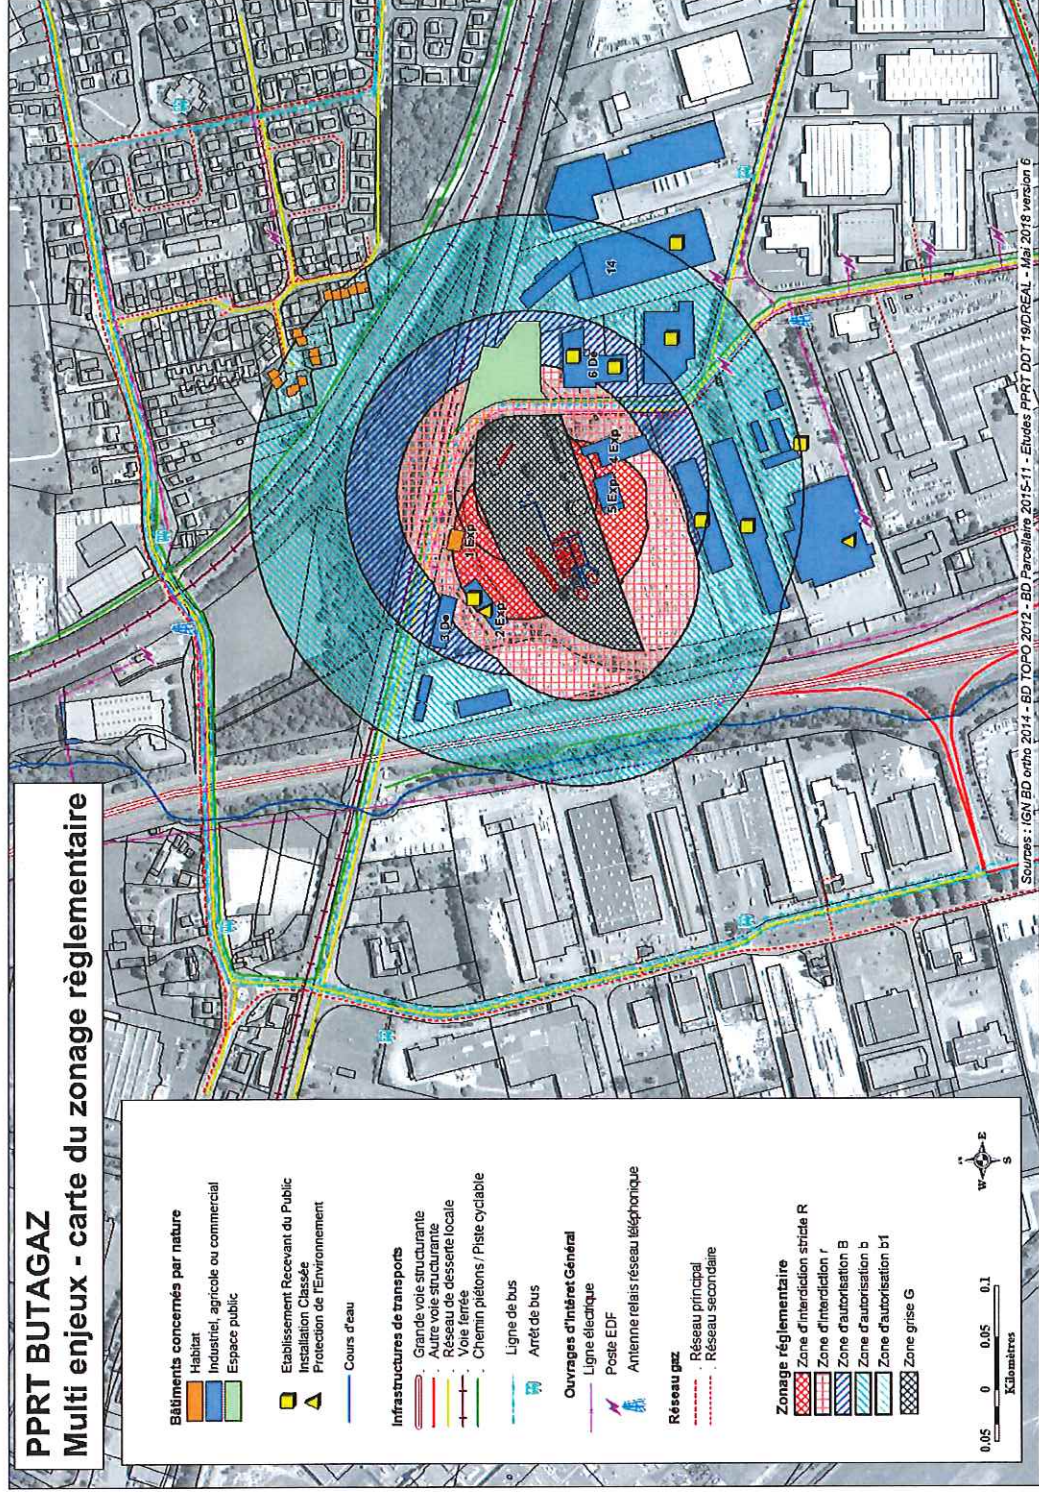 PPRT BUTAGAZ
Multi enjeux - carte du zonage règlementaire
Bâtiments concernés par nature
Habitat
Industriel, agricole ou commercial
Espace public
Etablissement Recevant du Public
Installation Classée
Protection de l'Environnement
Cours d'eau
Infrastructures de transports
Grande voie structurante
Autre voie structurante
Réseau de desserte locale
Voie ferrée
Chemin piétons / Piste cyclable
Ligne de bus
Arrêt de bus
Ouvrages d'Intérêt Général
Ligne électrique
Poste EDF
Antenne relais réseau téléphonique
Réseau gaz
Réseau principal
Réseau secondaire
Zonage réglementaire
Zone d'interdiction stricte R
Zone d'interdiction r
Zone d'autorisation B
Zone d'autorisation b
Zone d'autorisation b1
Zone grise G
0.05 0 0.05 0.1
Kilomètres
N
W E
S
3 De
2 Exp
1 Exp
5 Exp
4 Exp
6 De
14
Sources : IGN BD ortho 2014 - BD TOPO 2012 - BD Parcellaire 2015-11 - Etudes PPRT DDT 19/DREAL - Mai 2018 version 6